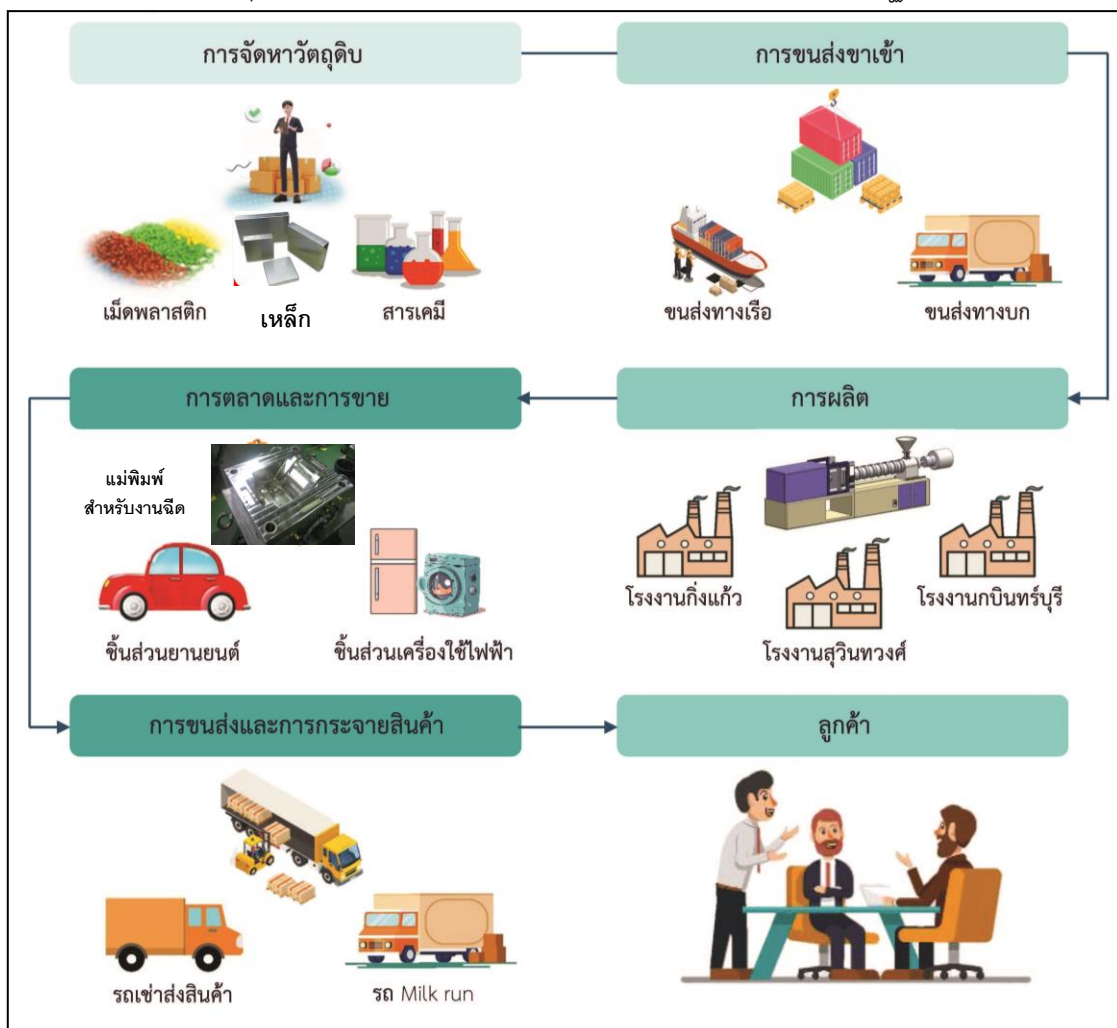 การจัดหาวัตถุดิบ
การขนส่งขาเข้า
เม็ดพลาสติก
เหล็ก
สารเคมี
ขนส่งทางเรือ
ขนส่งทางบก
การตลาดและการขาย
การผลิต
แม่พิมพ์
สำหรับงานฉีด
ชิ้นส่วนยานยนต์
ชิ้นส่วนเครื่องใช้ไฟฟ้า
โรงงานกิ่งแก้ว
โรงงานสุวินทวงศ์
โรงงานกบินทร์บุรี
การขนส่งและการกระจายสินค้า
ลูกค้า
รถเช่าส่งสินค้า
รถ Milk run